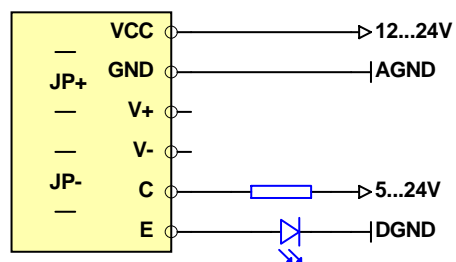 VCC 12...24V
JP+ GND AGND
V+
V-
JP- C 5...24V
E DGND